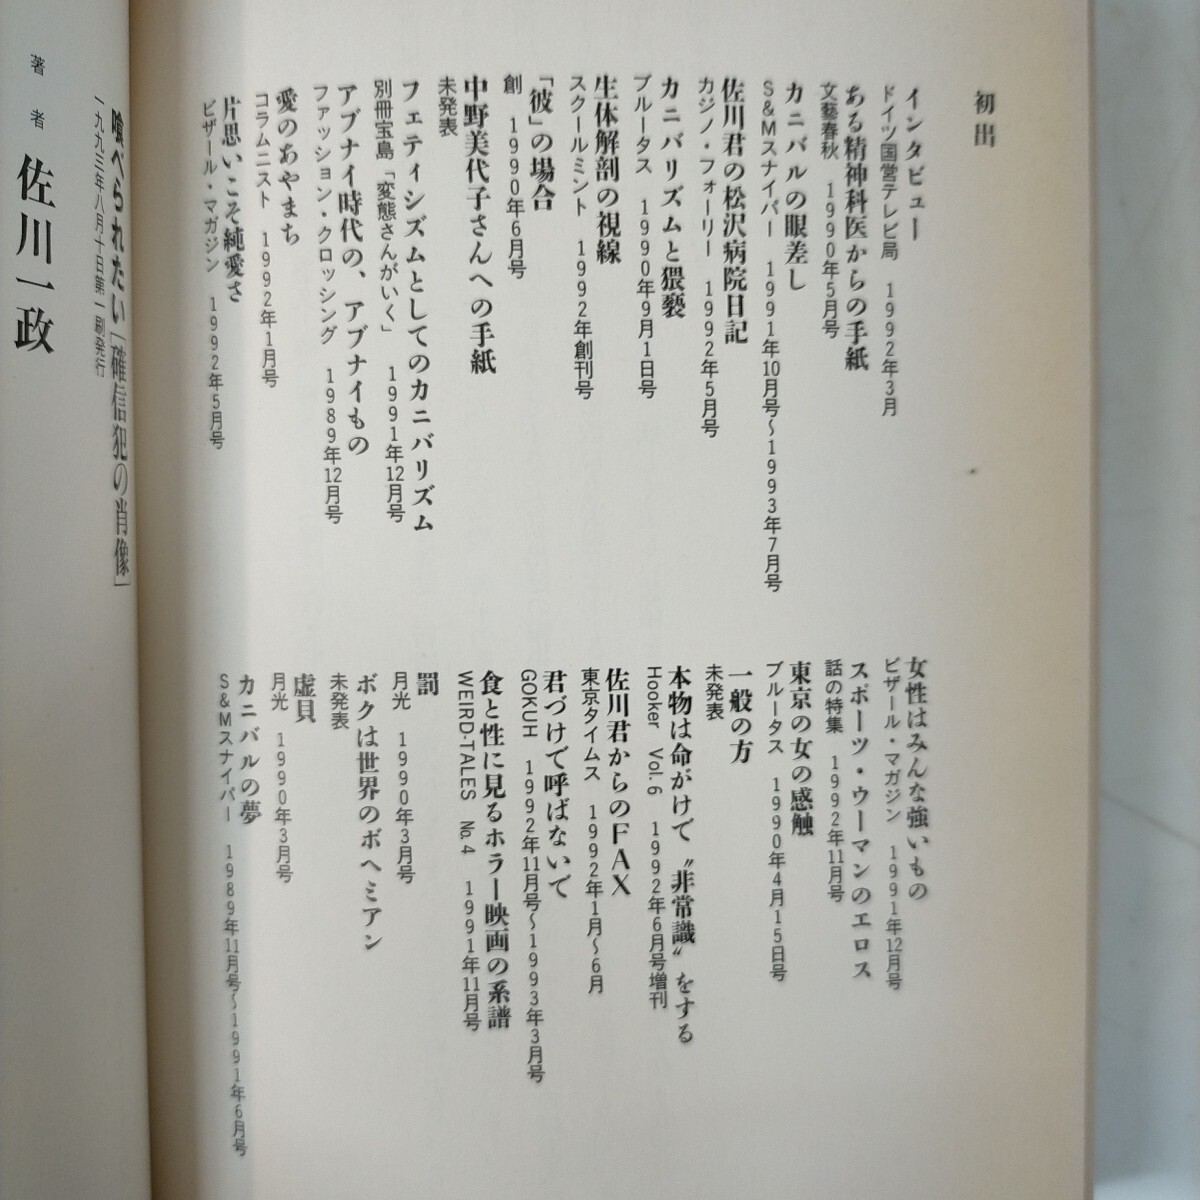 初出
インタビュー
ドイツ国営テレビ局 1992年3月
ある精神科医からの手紙
文藝春秋 1990年5月号
カニバルの眼差し
S&Mスナイパー 1991年10月号～1993年7月号
佐川君の松沢病院日記
カジノ・フォーリー 1992年5月号
カニバリズムと猥褻
ブルータス 1990年9月1日号
生体解剖の視線
スクールミント 1992年創刊号
「彼」の場合
創 1990年6月号
中野美代子さんへの手紙
未発表
フェティシズムとしてのカニバリズム
別冊宝島「変態さんがいく」 1991年12月号
アブナイ時代の、アブナイもの
ファッション・クロッシング 1989年12月号
愛のあやまち
コラムニスト 1992年1月号
片思いこそ純愛さ
ビザール・マガジン 1992年5月号
女性はみんな強いもの
ビザール・マガジン 1991年12月号
スポーツ・ウーマンのエロス
話の特集 1992年11月号
東京の女の感触
ブルータス 1990年4月15日号
一般の方
未発表
本物は命がけで〝非常識〟をする
Hooker Vol.6 1992年6月号増刊
佐川君からのFAX
東京タイムス 1992年1月～6月
君づけで呼ばないで
GOKUH 1992年11月号～1993年3月号
食と性に見るホラー映画の系譜
WEIRD-TALES No.4 1991年11月号
罰
月光 1990年3月号
ボクは世界のボヘミアン
未発表
虚貝
月光 1990年3月号
カニバルの夢
S&Mスナイパー 1989年11月号～1991年6月号
喰べられたい[確信犯の肖像]
一九九三年八月十日第一刷発行
著者 佐川一政